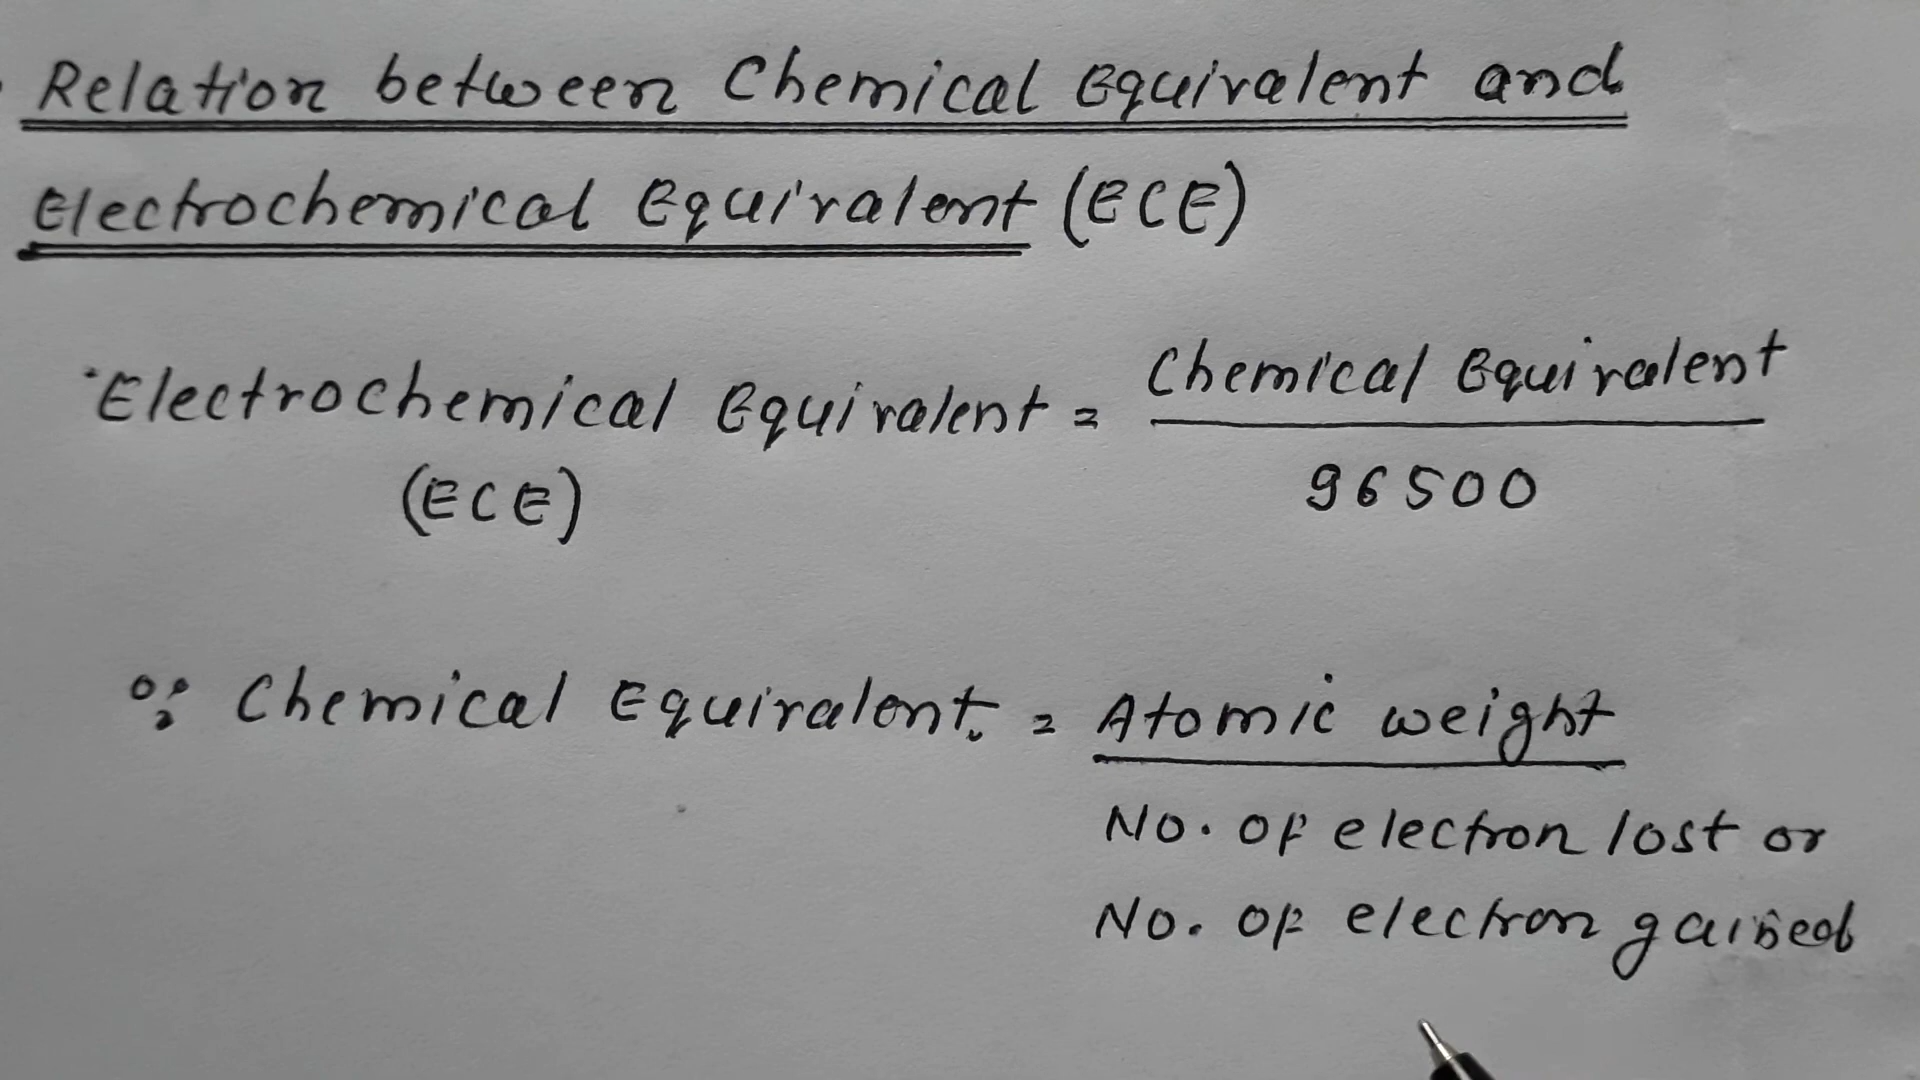 Relation between Chemical Equivalent and
Electrochemical Equivalent (ECE)
Electrochemical Equivalent = Chemical Equivalent
(ECE) 96500
∵ Chemical Equivalent. = Atomic weight
No. of electron lost or
No. of electron gained